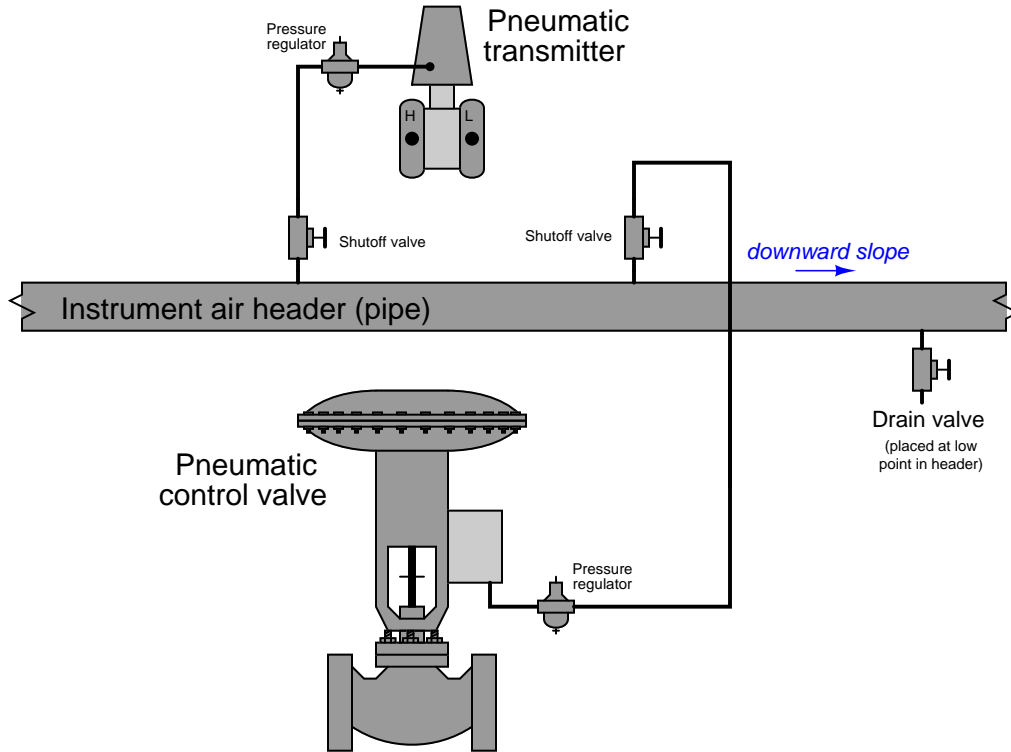 Pressure
regulator
Pneumatic
transmitter
H
L
Shutoff valve
Shutoff valve
downward slope
Instrument air header (pipe)
Drain valve
(placed at low
point in header)
Pneumatic
control valve
Pressure
regulator